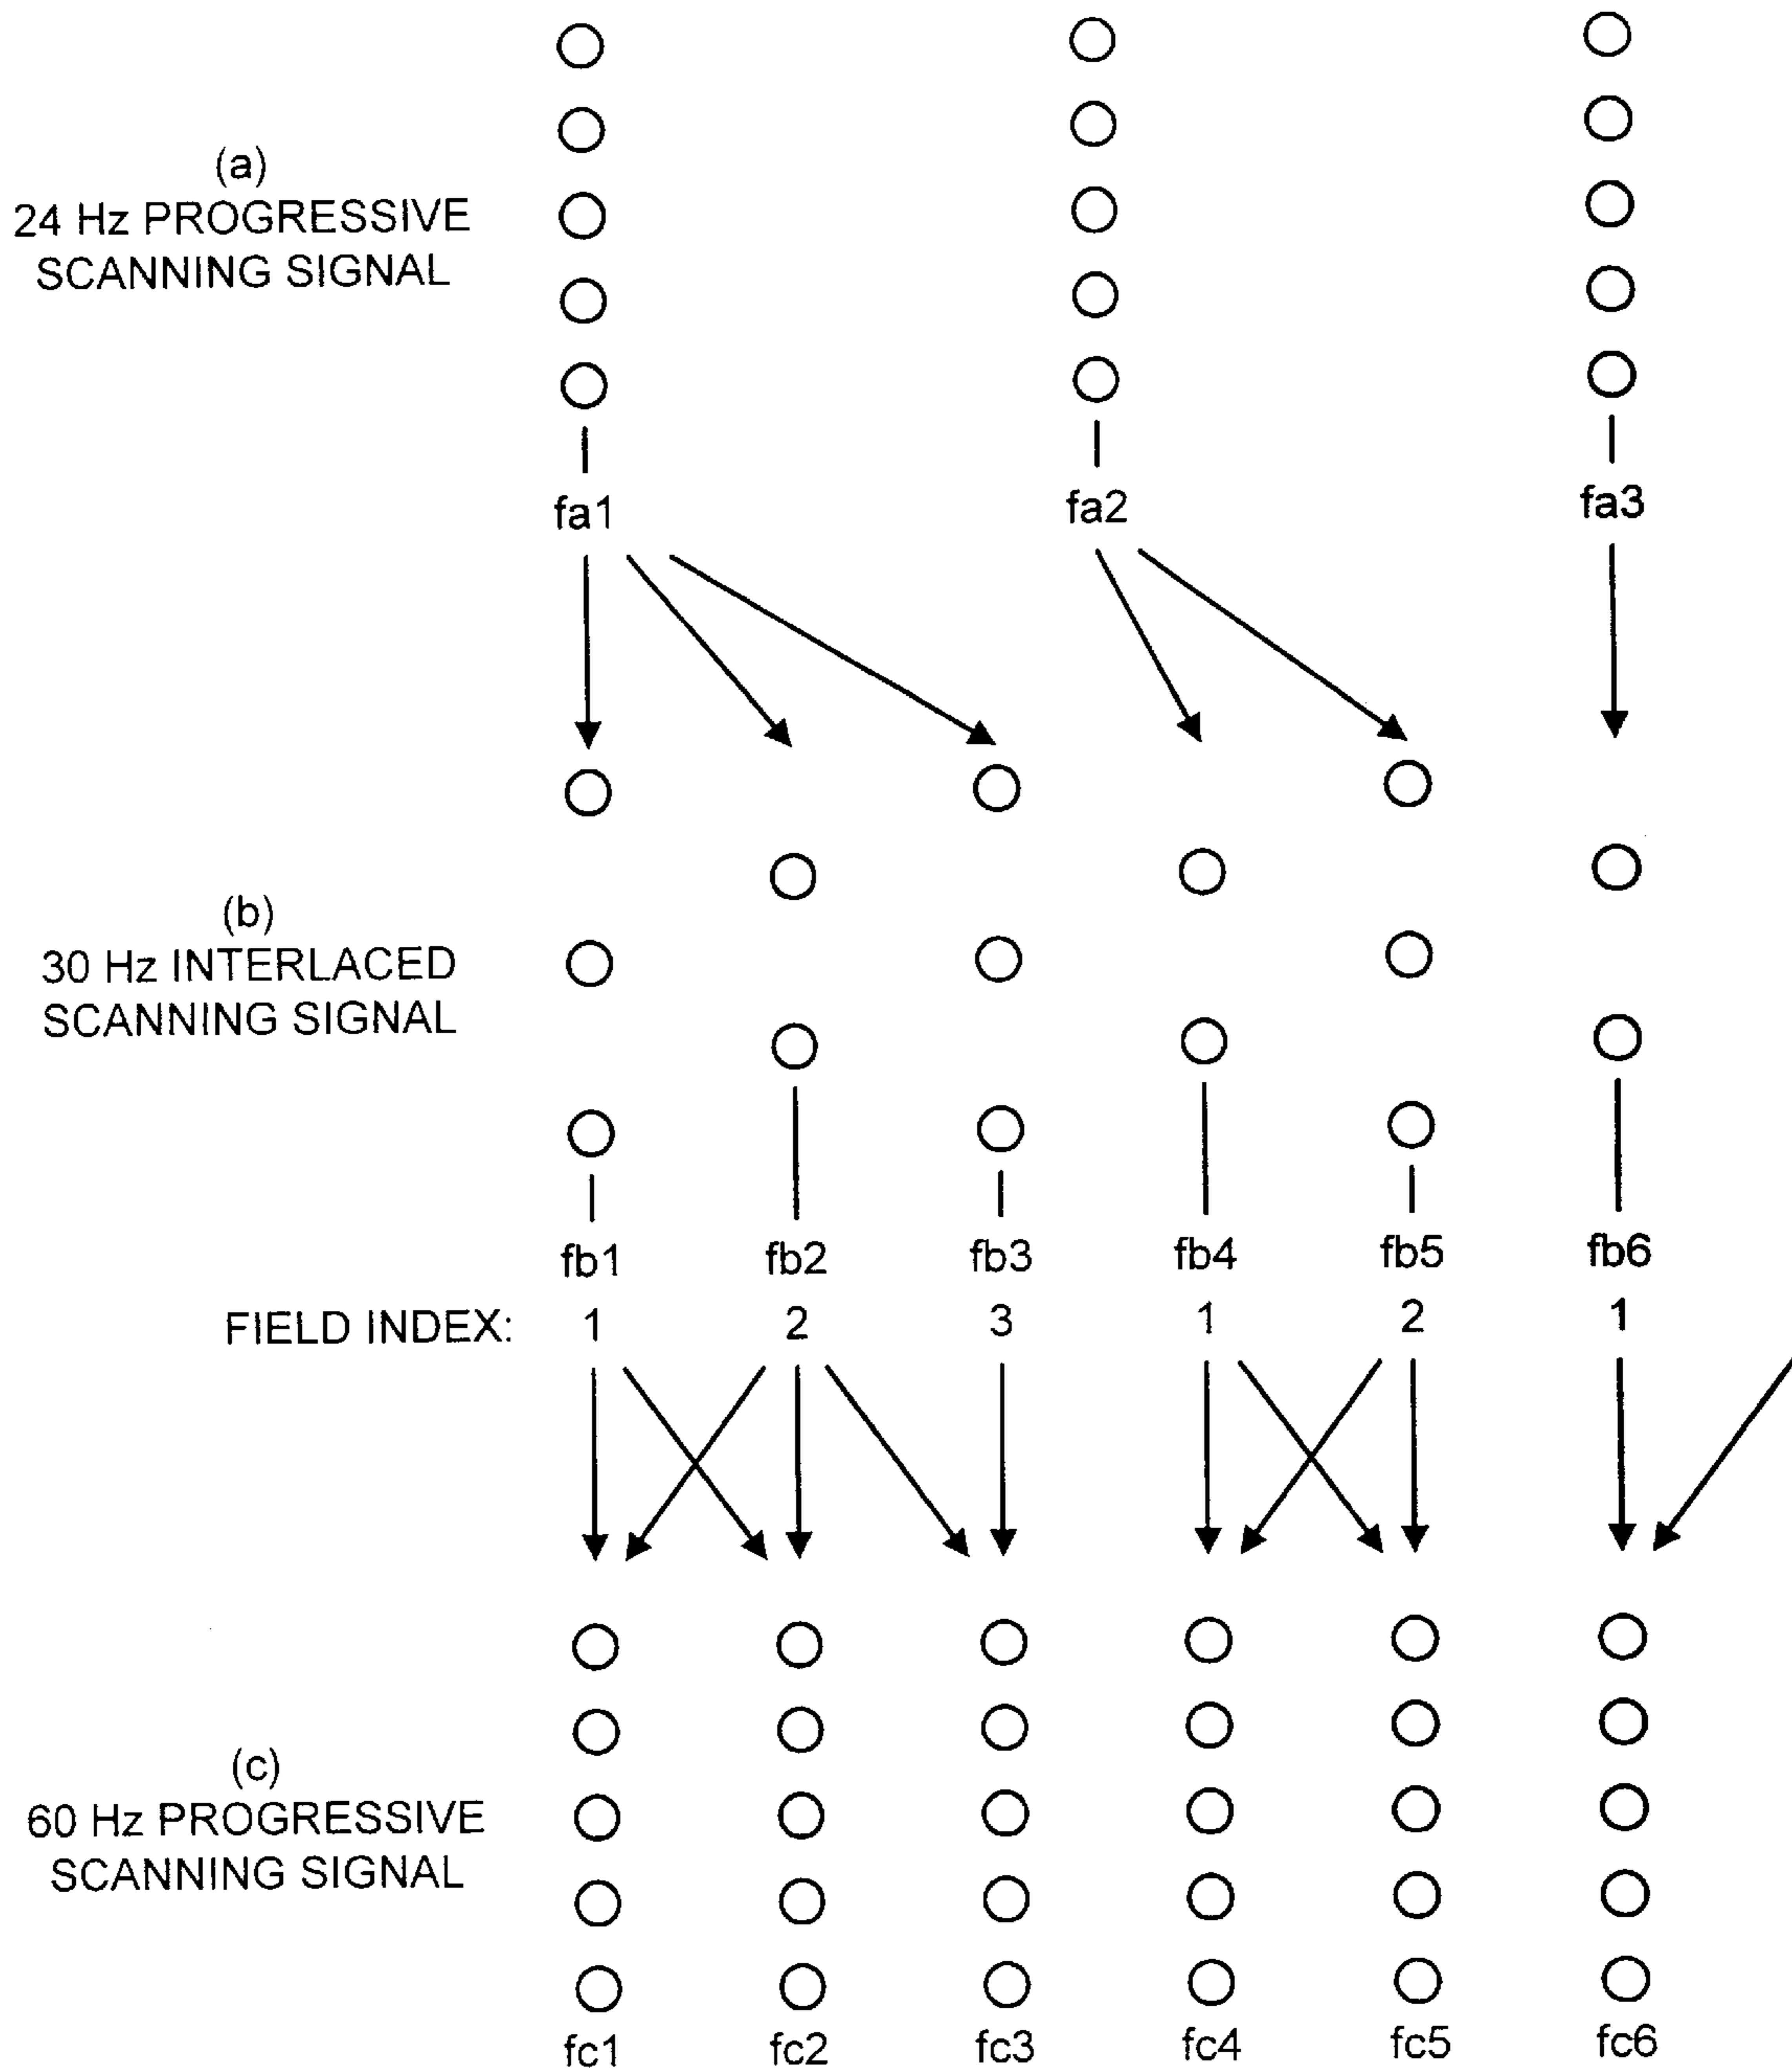 (a)
24 Hz PROGRESSIVE
SCANNING SIGNAL
fa1 fa2 fa3
(b)
30 Hz INTERLACED
SCANNING SIGNAL
fb1 fb2 fb3 fb4 fb5 fb6
FIELD INDEX: 1 2 3 1 2 1
(c)
60 Hz PROGRESSIVE
SCANNING SIGNAL
fc1 fc2 fc3 fc4 fc5 fc6